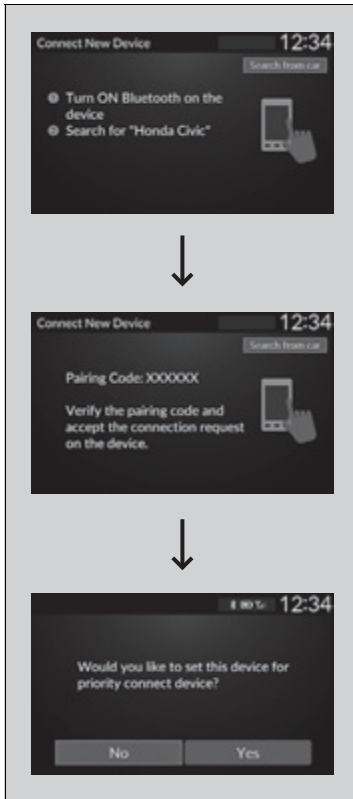 Connect New Device 12:34
Search from car
❶ Turn ON Bluetooth on the
device
❷ Search for "Honda Civic"
Connect New Device 12:34
Search from car
Pairing Code: XXXXXX
Verify the pairing code and
accept the connection request
on the device.
12:34
Would you like to set this device for
priority connect device?
No Yes